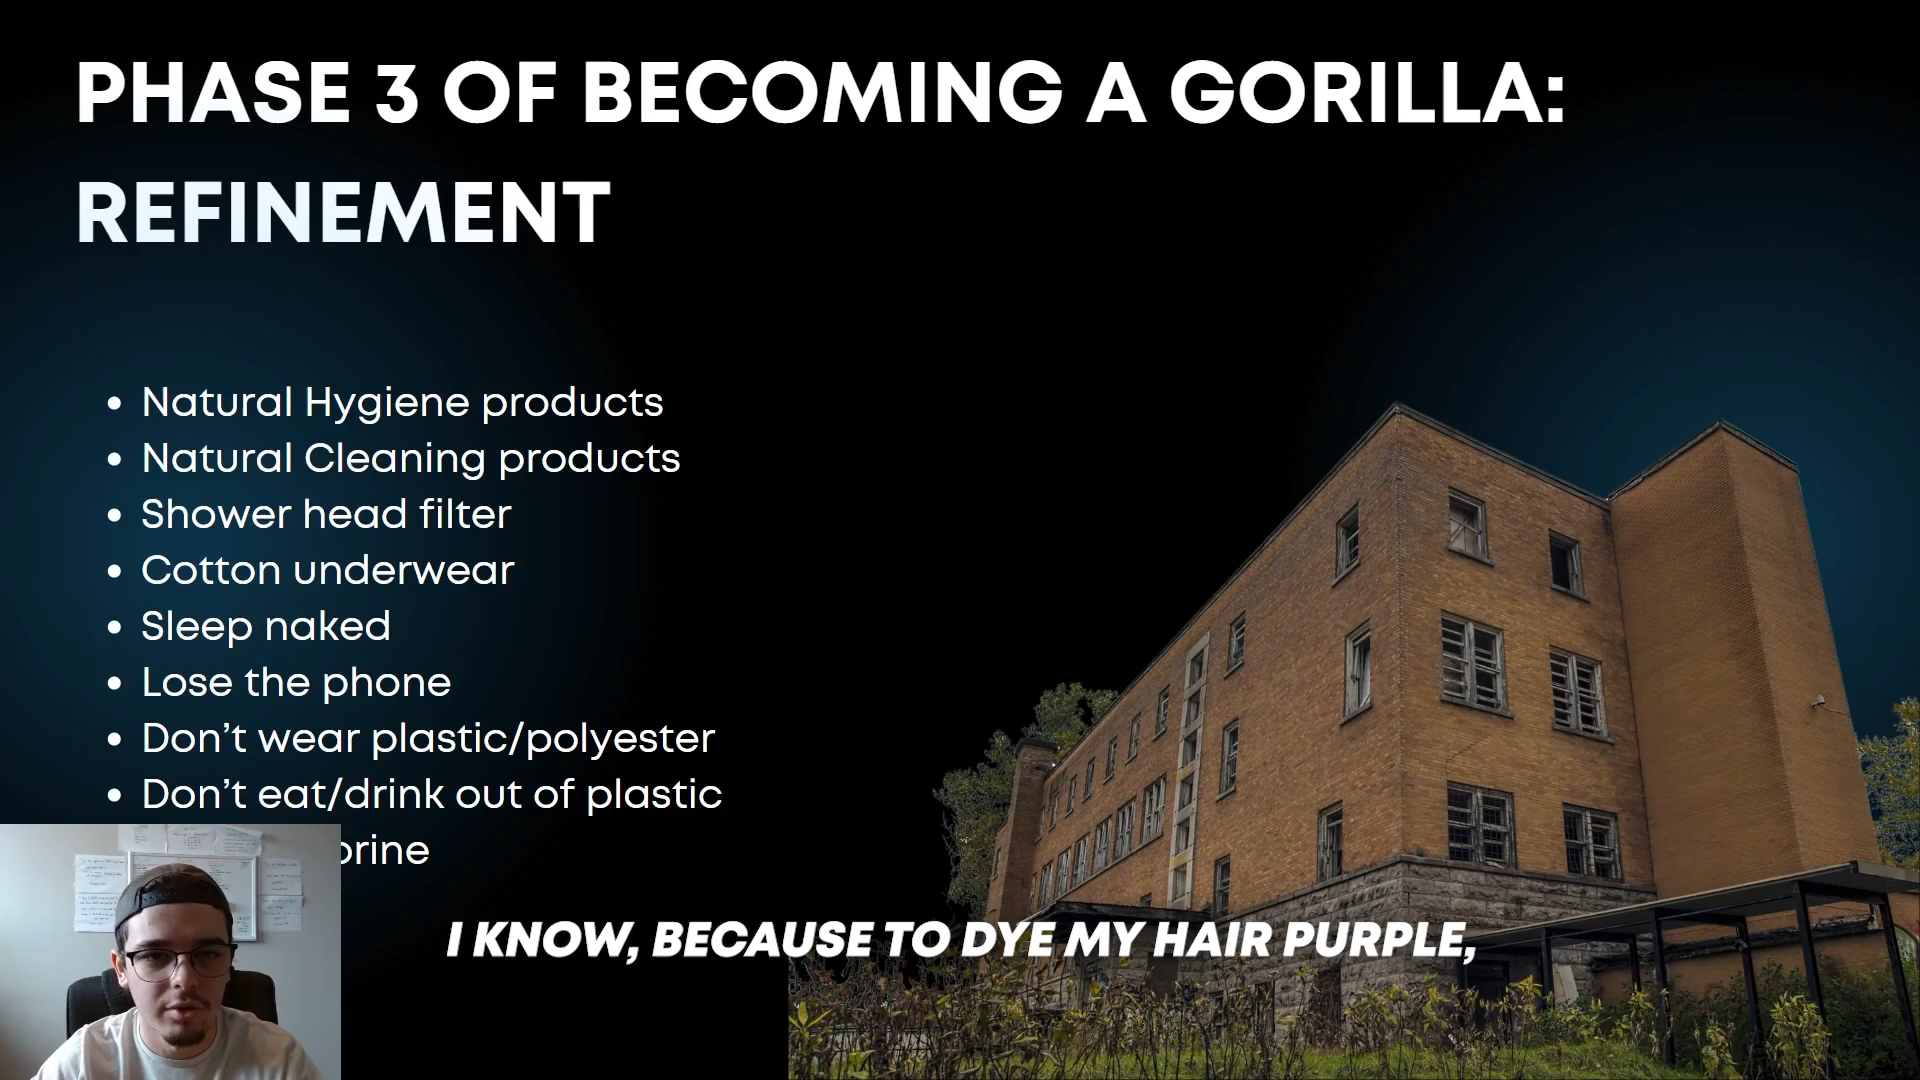 PHASE 3 OF BECOMING A GORILLA:
REFINEMENT
• Natural Hygiene products
• Natural Cleaning products
• Shower head filter
• Cotton underwear
• Sleep naked
• Lose the phone
• Don’t wear plastic/polyester
• Don’t eat/drink out of plastic
I KNOW, BECAUSE TO DYE MY HAIR PURPLE,